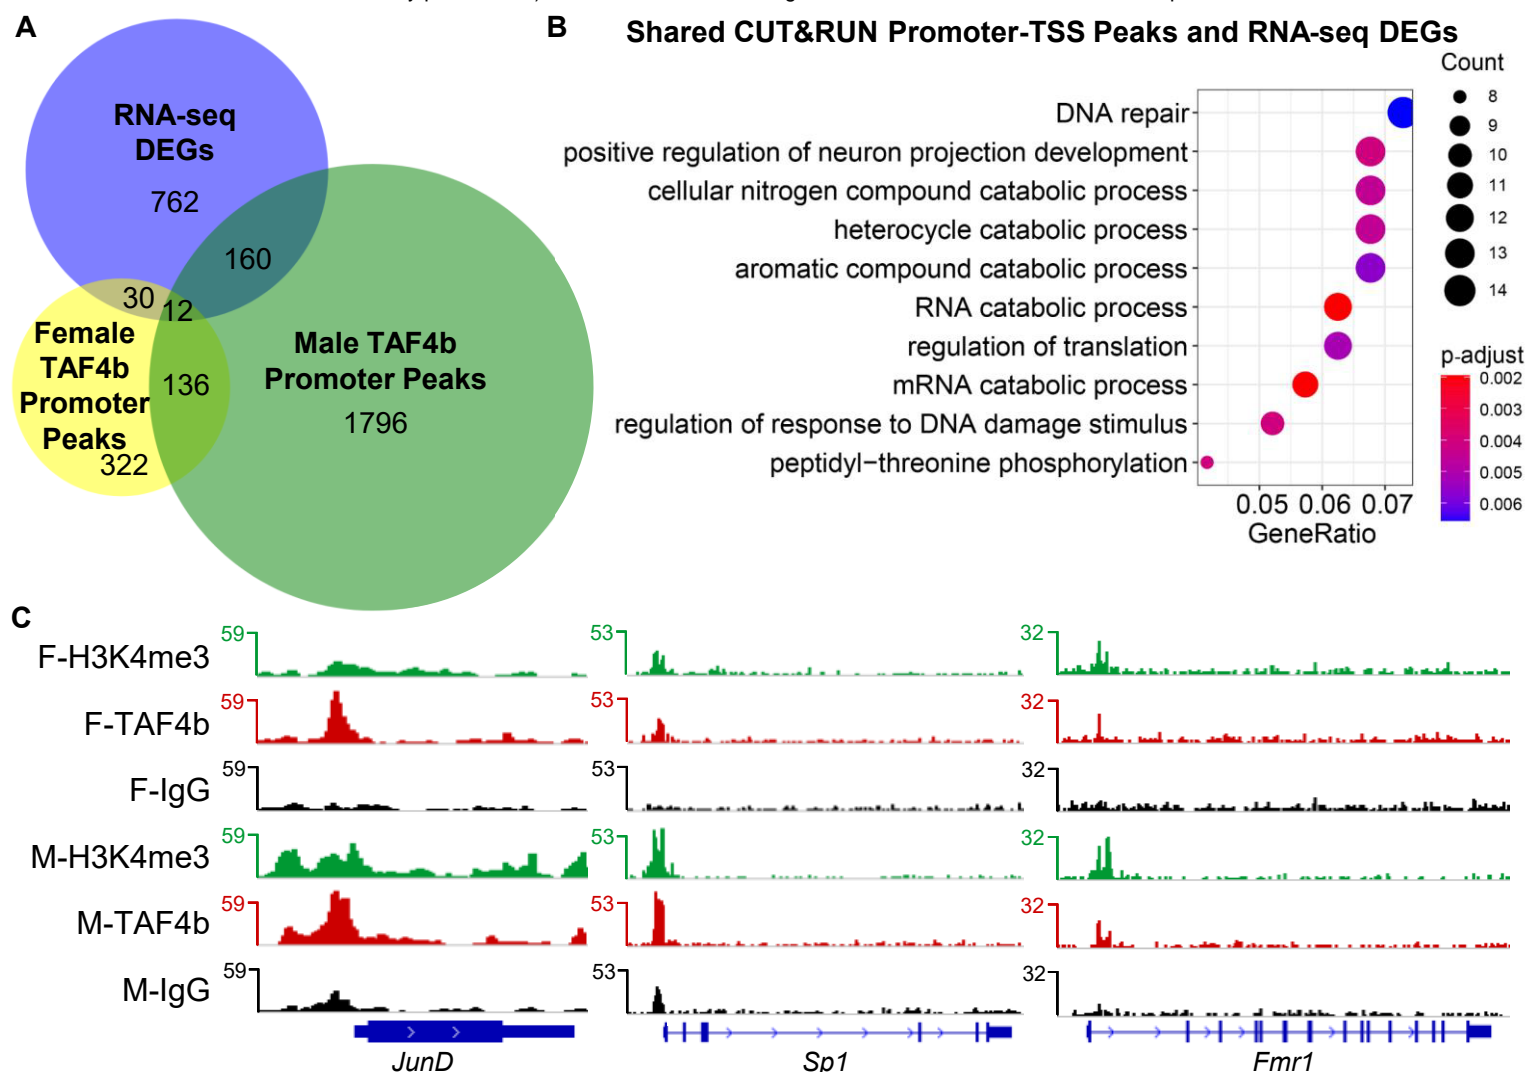 A
RNA-seq
DEGs
762
160
30
12
Female
TAF4b
Promoter
Peaks
322
136
Male TAF4b
Promoter Peaks
1796
B
Shared CUT&RUN Promoter-TSS Peaks and RNA-seq DEGs
DNA repair
positive regulation of neuron projection development
cellular nitrogen compound catabolic process
heterocycle catabolic process
aromatic compound catabolic process
RNA catabolic process
regulation of translation
mRNA catabolic process
regulation of response to DNA damage stimulus
peptidyl−threonine phosphorylation
0.05 0.06 0.07
GeneRatio
Count
8
9
10
11
12
13
14
p-adjust
0.002
0.003
0.004
0.005
0.006
C
F-H3K4me3 59 53 32
F-TAF4b 59 53 32
F-IgG 59 53 32
M-H3K4me3 59 53 32
M-TAF4b 59 53 32
M-IgG 59 53 32
JunD Sp1 Fmr1